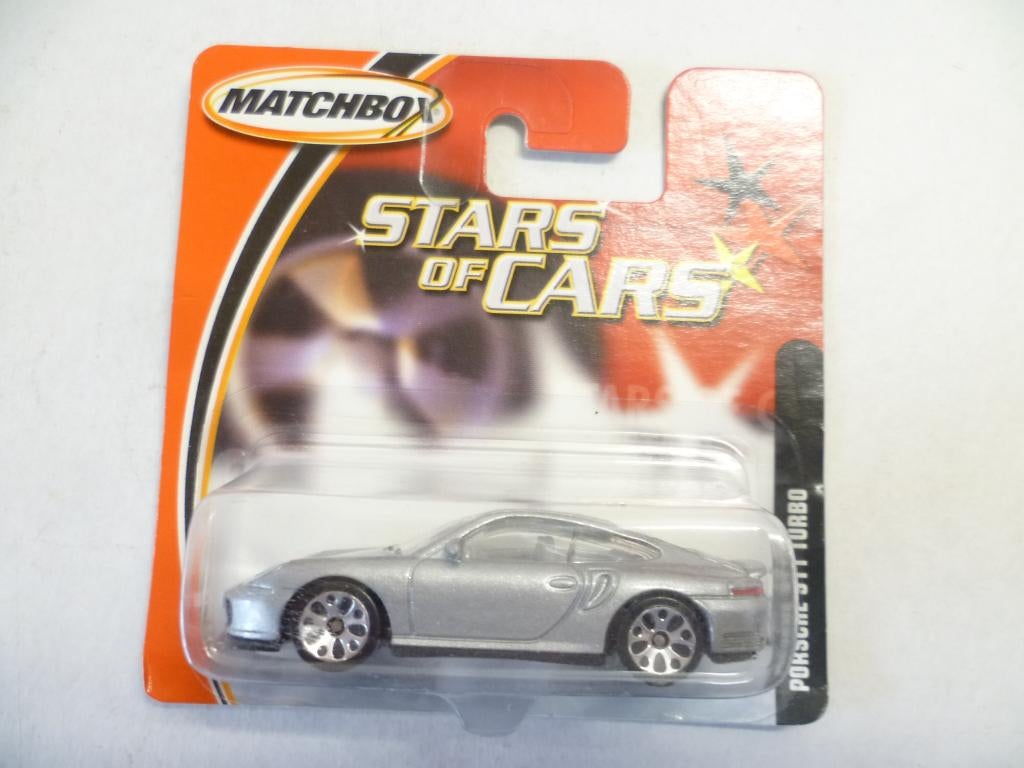 MATCHBOX®
STARS
OF CARS
PORSCHE 911 TURBO